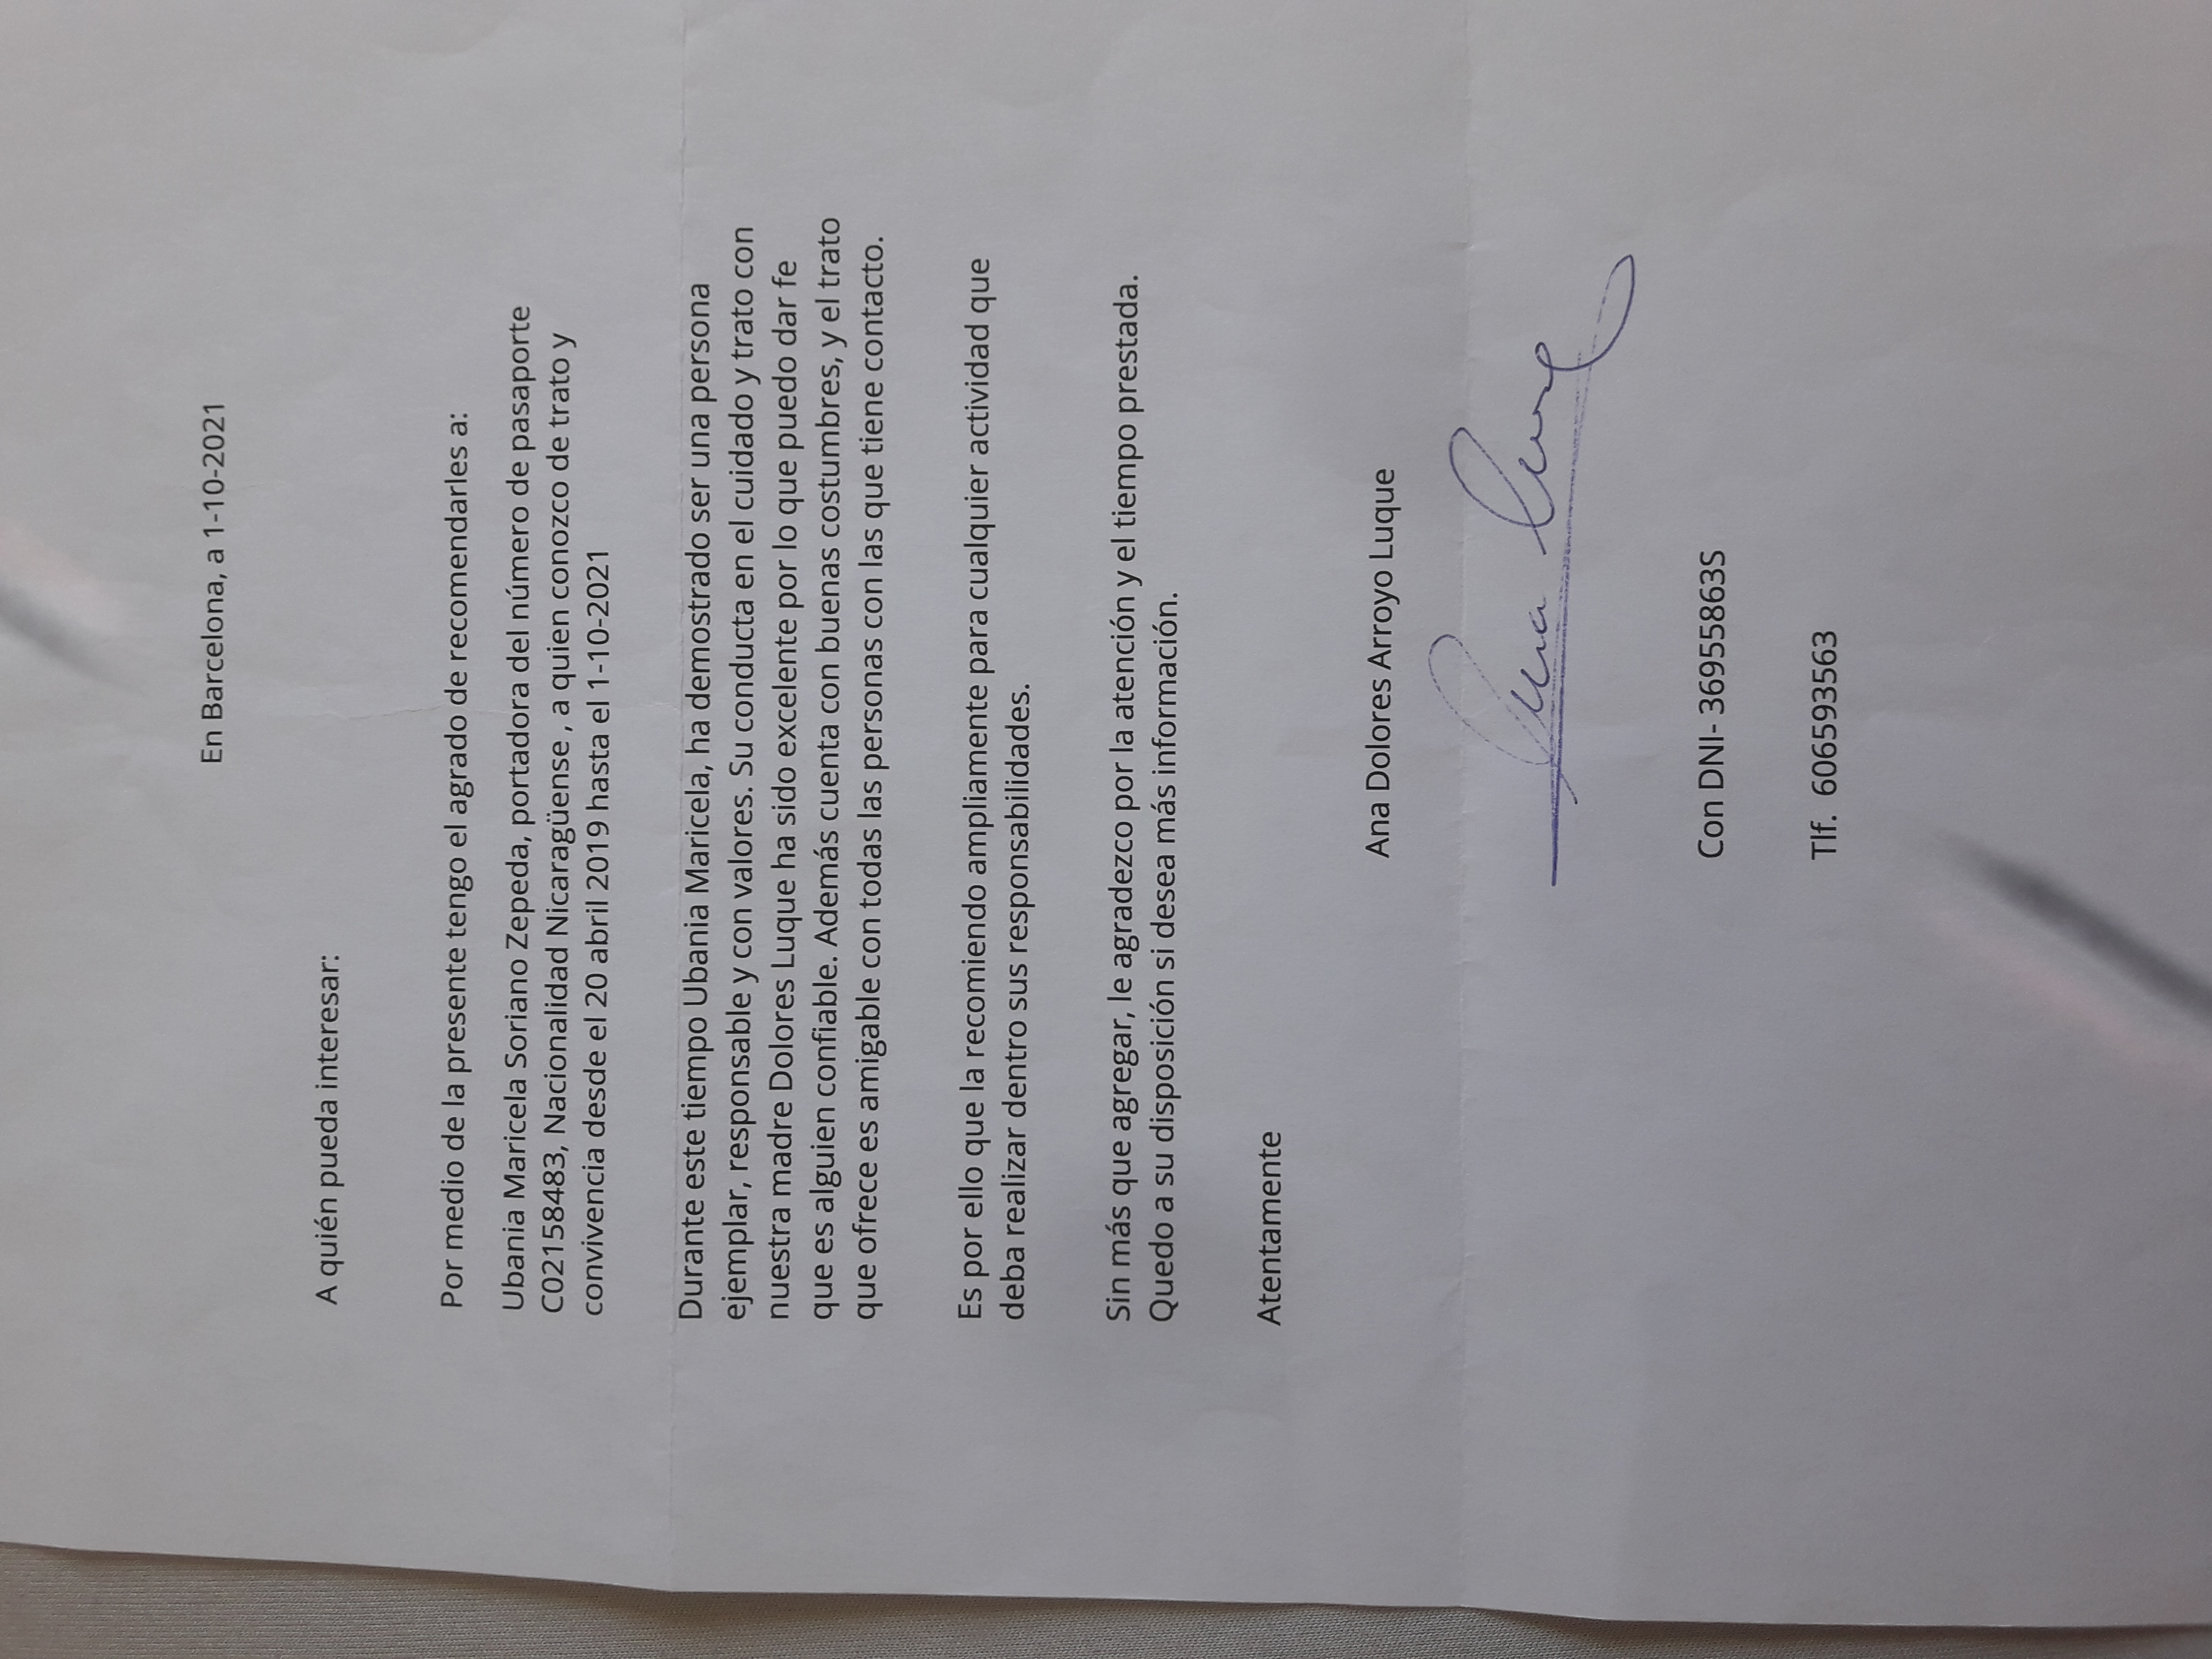 En Barcelona, a 1-10-2021
A quién pueda interesar:
Por medio de la presente tengo el agrado de recomendarles a:
Ubania Maricela Soriano Zepeda, portadora del número de pasaporte
C02158483, Nacionalidad Nicaragüense , a quien conozco de trato y
convivencia desde el 20 abril 2019 hasta el 1-10-2021
Durante este tiempo Ubania Maricela, ha demostrado ser una persona
ejemplar, responsable y con valores. Su conducta en el cuidado y trato con
nuestra madre Dolores Luque ha sido excelente por lo que puedo dar fe
que es alguien confiable. Además cuenta con buenas costumbres, y el trato
que ofrece es amigable con todas las personas con las que tiene contacto.
Es por ello que la recomiendo ampliamente para cualquier actividad que
deba realizar dentro sus responsabilidades.
Sin más que agregar, le agradezco por la atención y el tiempo prestada.
Quedo a su disposición si desea más información.
Atentamente
Ana Dolores Arroyo Luque
Con DNI- 36955863S
Tlf.  606593563